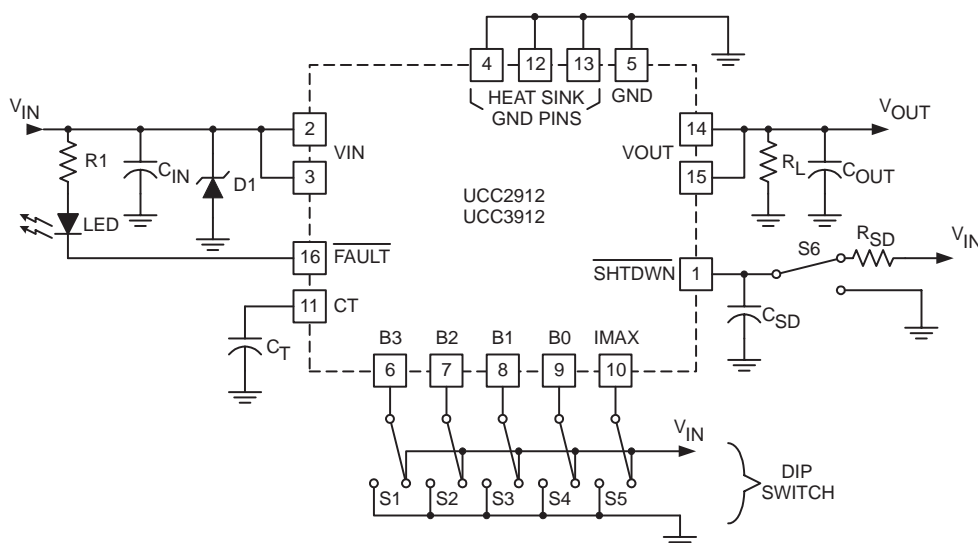 4 12 13 5
HEAT SINK GND
GND PINS
VIN
2
VIN
3
R1
CIN
D1
LED
16
FAULT
11
CT
CT
UCC2912
UCC3912
14
VOUT
15
VOUT
RL
COUT
SHTDWN
1
S6
RSD
VIN
CSD
B3 B2 B1 B0 IMAX
6 7 8 9 10
VIN
S1 S2 S3 S4 S5
DIP
SWITCH